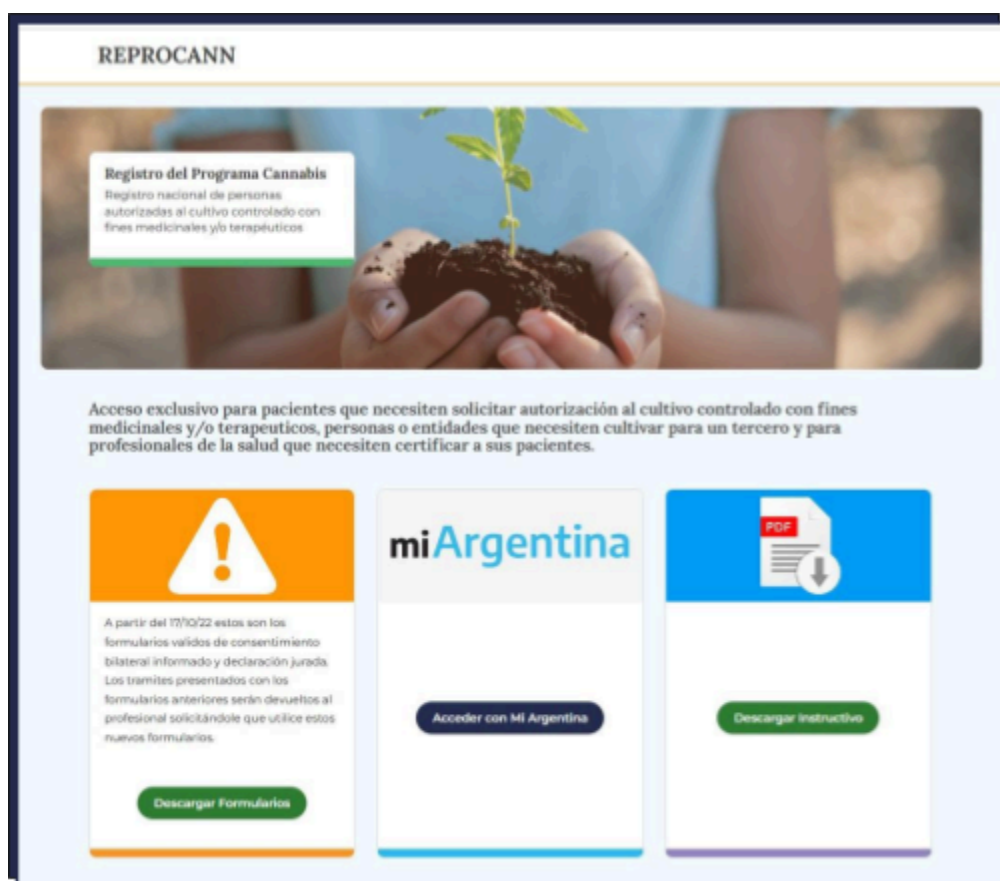 REPROCANN
Registro del Programa Cannabis
Registro nacional de personas
autorizadas al cultivo controlado con
fines medicinales y/o terapéuticos
Acceso exclusivo para pacientes que necesiten solicitar autorización al cultivo controlado con fines
medicinales y/o terapeuticos, personas o entidades que necesiten cultivar para un tercero y para
profesionales de la salud que necesiten certificar a sus pacientes.
A partir del 17/10/22 estos son los
formularios validos de consentimiento
bilateral informado y declaración jurada.
Los tramites presentados con los
formularios anteriores serán devueltos al
profesional solicitándole que utilice estos
nuevos formularios.
Descargar Formularios
miArgentina
Acceder con Mi Argentina
PDF
Descargar Instructivo